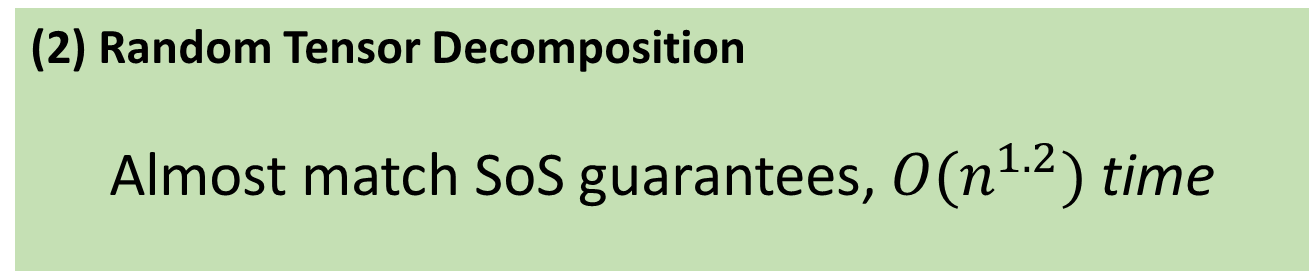 (2) Random Tensor Decomposition
Almost match SoS guarantees, O(n^{1.2}) time